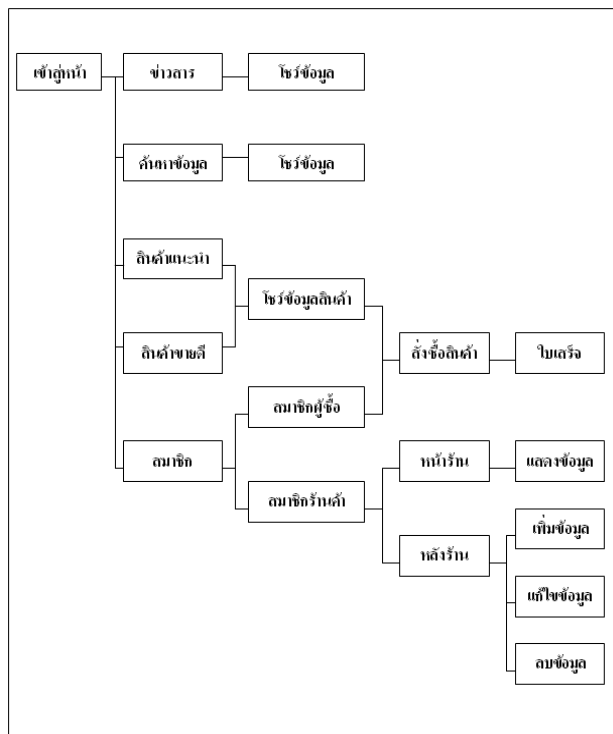 เข้าสู่หน้า
ข่าวสาร
โชว์ข้อมูล
ค้นหาข้อมูล
โชว์ข้อมูล
สินค้าแนะนำ
โชว์ข้อมูลสินค้า
สินค้าขายดี
สั่งซื้อสินค้า
ใบเสร็จ
สมาชิกผู้ซื้อ
สมาชิก
หน้าร้าน
แสดงข้อมูล
สมาชิกร้านค้า
เพิ่มข้อมูล
หลังร้าน
แก้ไขข้อมูล
ลบข้อมูล